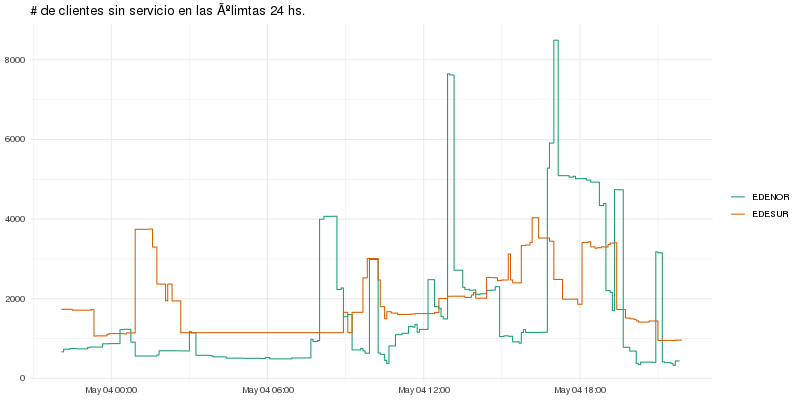 # de clientes sin servicio en las Ãºlimtas 24 hs.
8000
6000
4000
2000
0
May 04 00:00
May 04 06:00
May 04 12:00
May 04 18:00
EDENOR
EDESUR